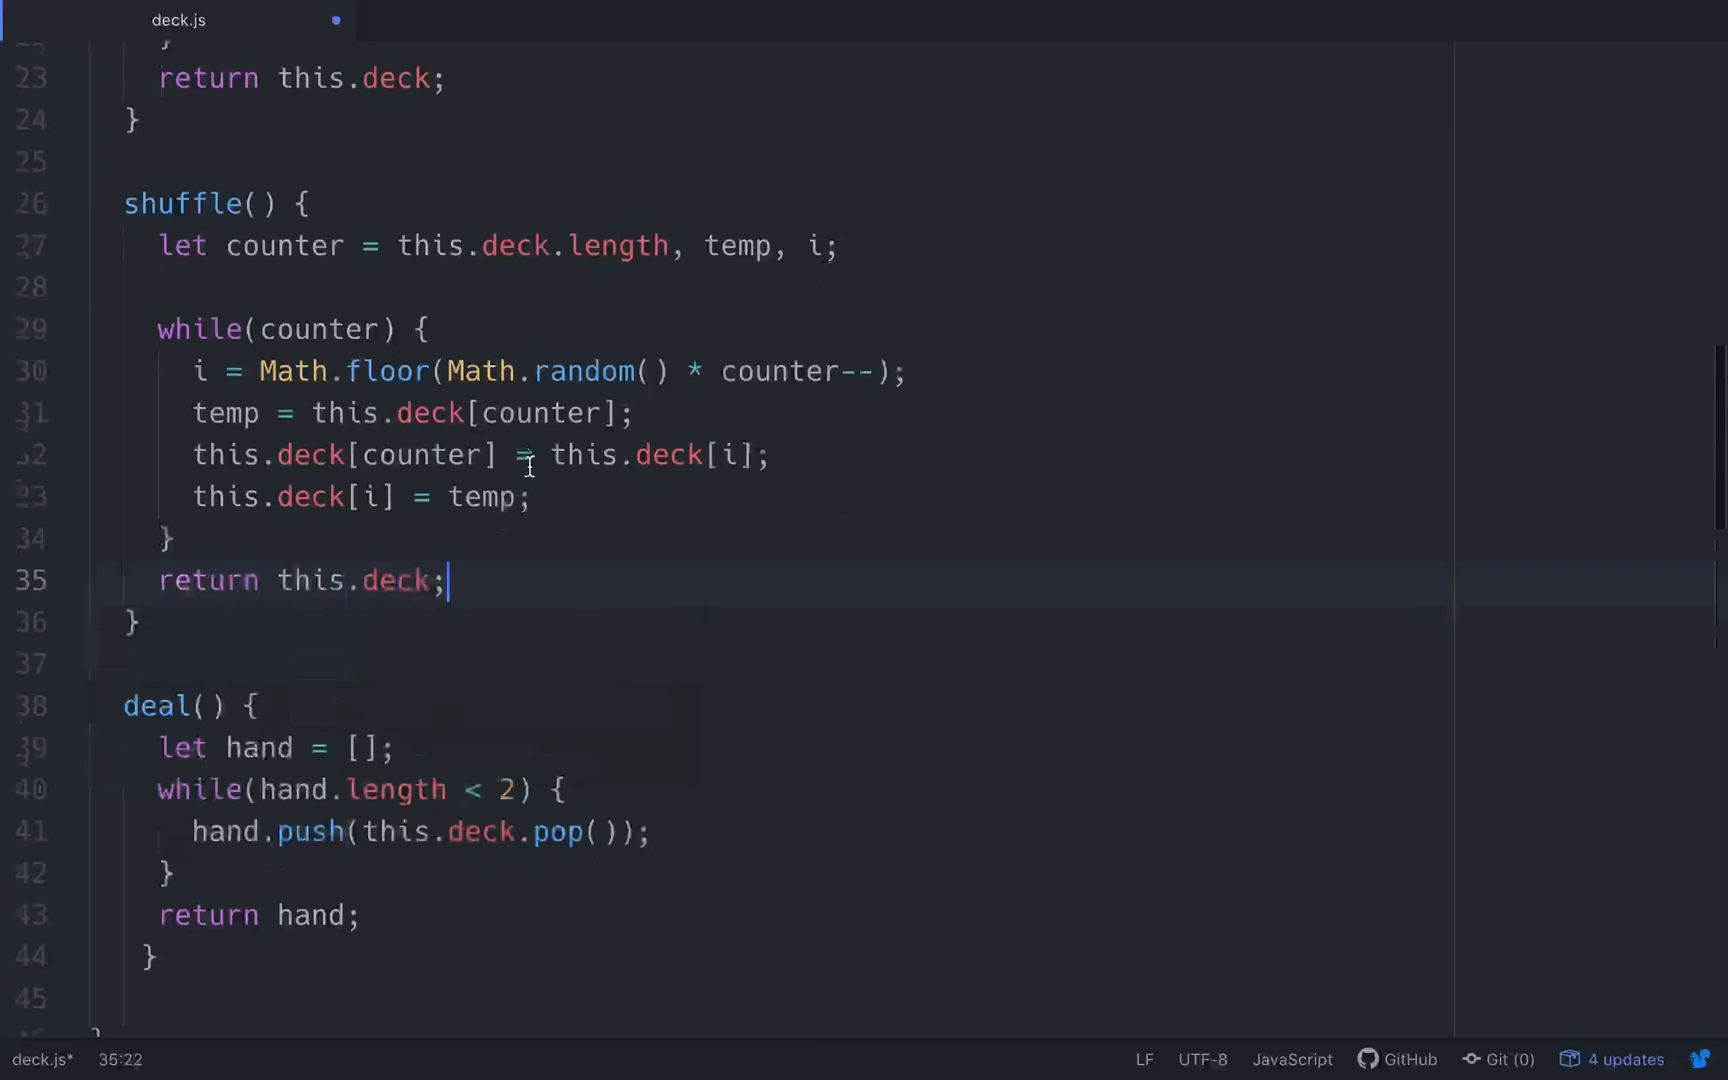 deck.js
}
23 return this.deck;
24 }
25
26 shuffle() {
27 let counter = this.deck.length, temp, i;
28
29 while(counter) {
30 i = Math.floor(Math.random() * counter--);
31 temp = this.deck[counter];
32 this.deck[counter] = this.deck[i];
33 this.deck[i] = temp;
34 }
35 return this.deck;
36 }
37
38 deal() {
39 let hand = [];
40 while(hand.length < 2) {
41 hand.push(this.deck.pop());
42 }
43 return hand;
44 }
45
deck.js* 35:22 LF UTF-8 JavaScript GitHub Git (0) 4 updates